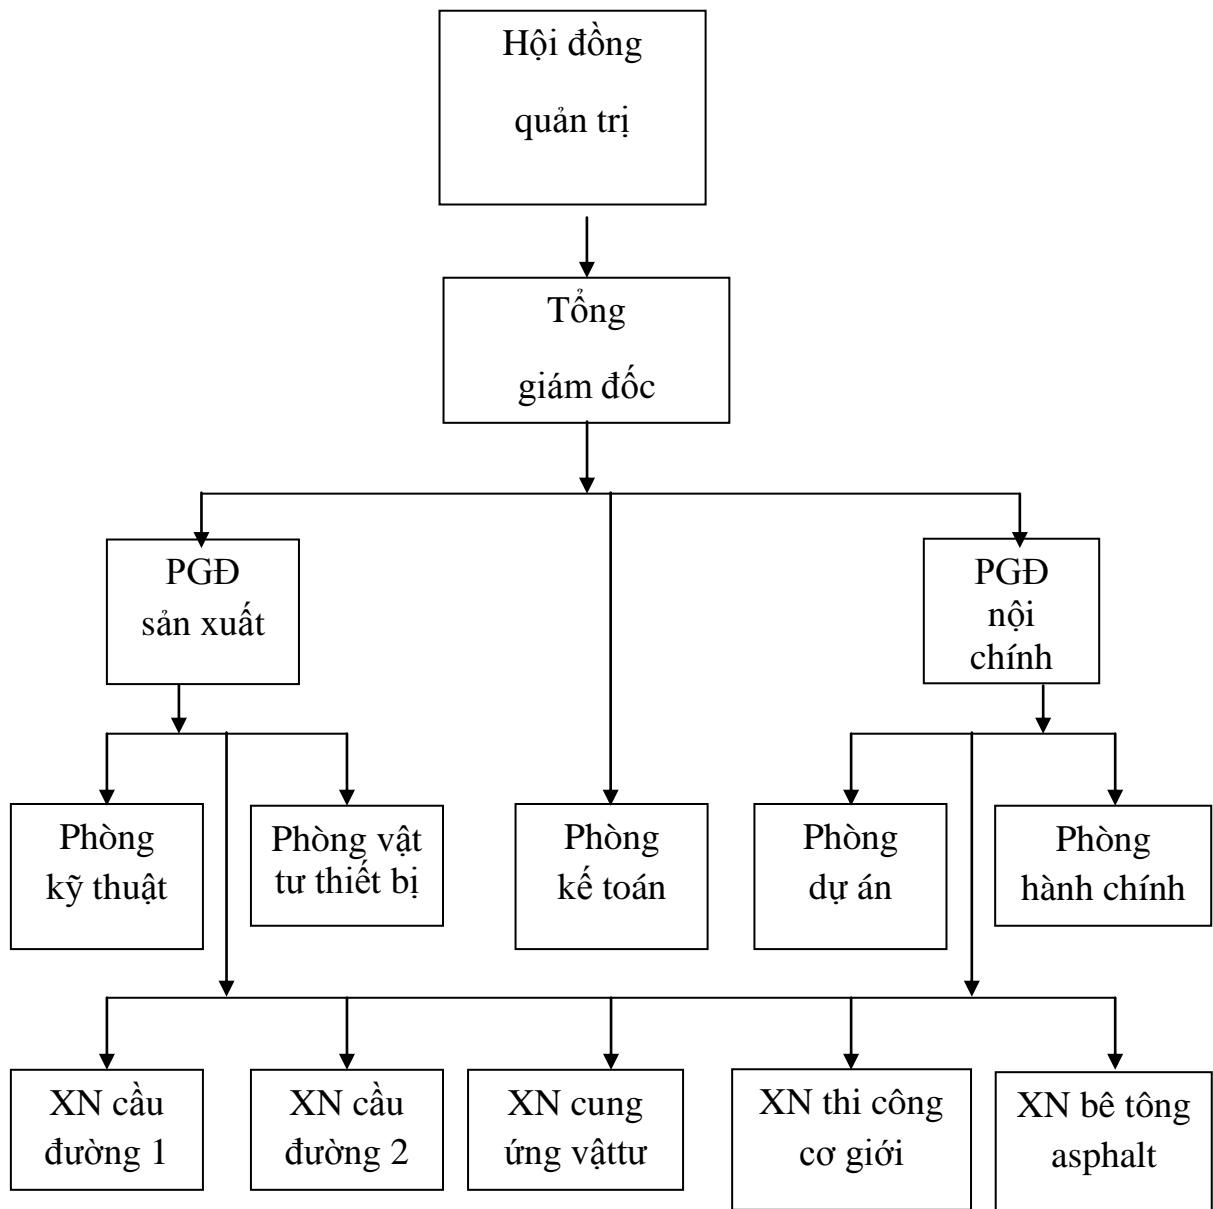 Hội đồng
quản trị
Tổng
giám đốc
PGĐ
sản xuất
PGĐ
nội
chính
Phòng
kỹ thuật
Phòng vật
tư thiết bị
Phòng
kế toán
Phòng
dự án
Phòng
hành chính
XN cầu
đường 1
XN cầu
đường 2
XN cung
ứng vậttư
XN thi công
cơ giới
XN bê tông
asphalt